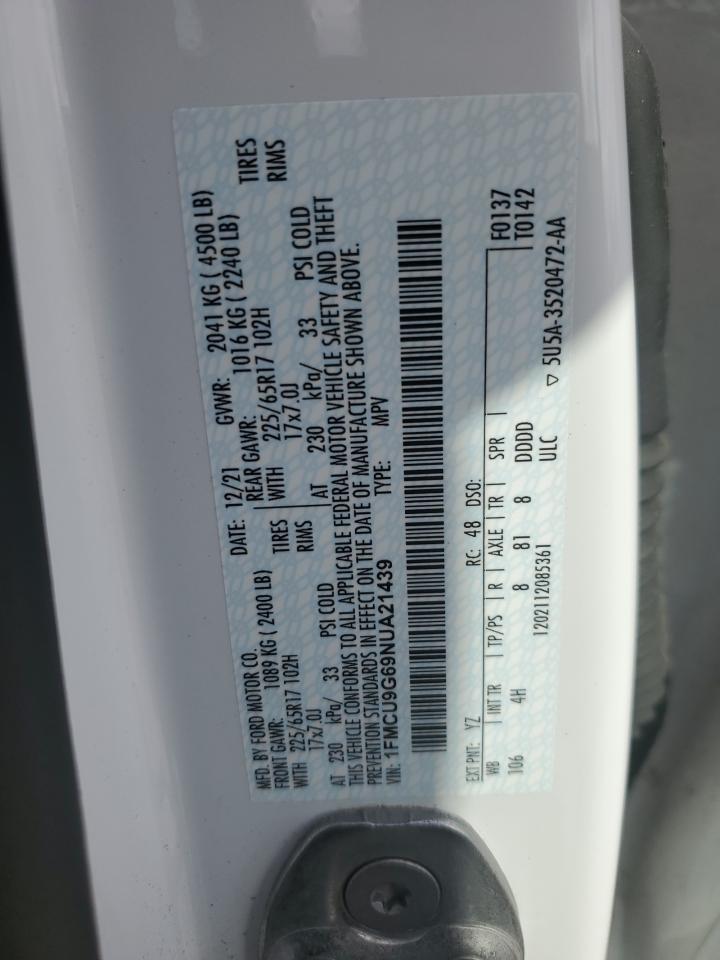 MFD. BY FORD MOTOR CO.
DATE: 12/21
GVWR: 2041 KG ( 4500 LB)
FRONT GAWR: 1089 KG ( 2400 LB)
REAR GAWR: 1016 KG ( 2240 LB)
WITH 225/65R17 102H TIRES
WITH 225/65R17 102H TIRES
17x7.0J RIMS
17x7.0J RIMS
AT 230 kPa/ 33 PSI COLD
AT 230 kPa/ 33 PSI COLD
THIS VEHICLE CONFORMS TO ALL APPLICABLE FEDERAL MOTOR VEHICLE SAFETY AND THEFT
PREVENTION STANDARDS IN EFFECT ON THE DATE OF MANUFACTURE SHOWN ABOVE.
VIN: 1FMCU9G69NUA21439
TYPE: MPV
EXT PNT: YZ RC: 48 DSO:
F0137
WB | INT TR | TP/PS | R | AXLE | TR | SPR |
T0142
106 4H 8 81 8 DDDD
1202112085361 ULC
▽ 5U5A-3520472-AA